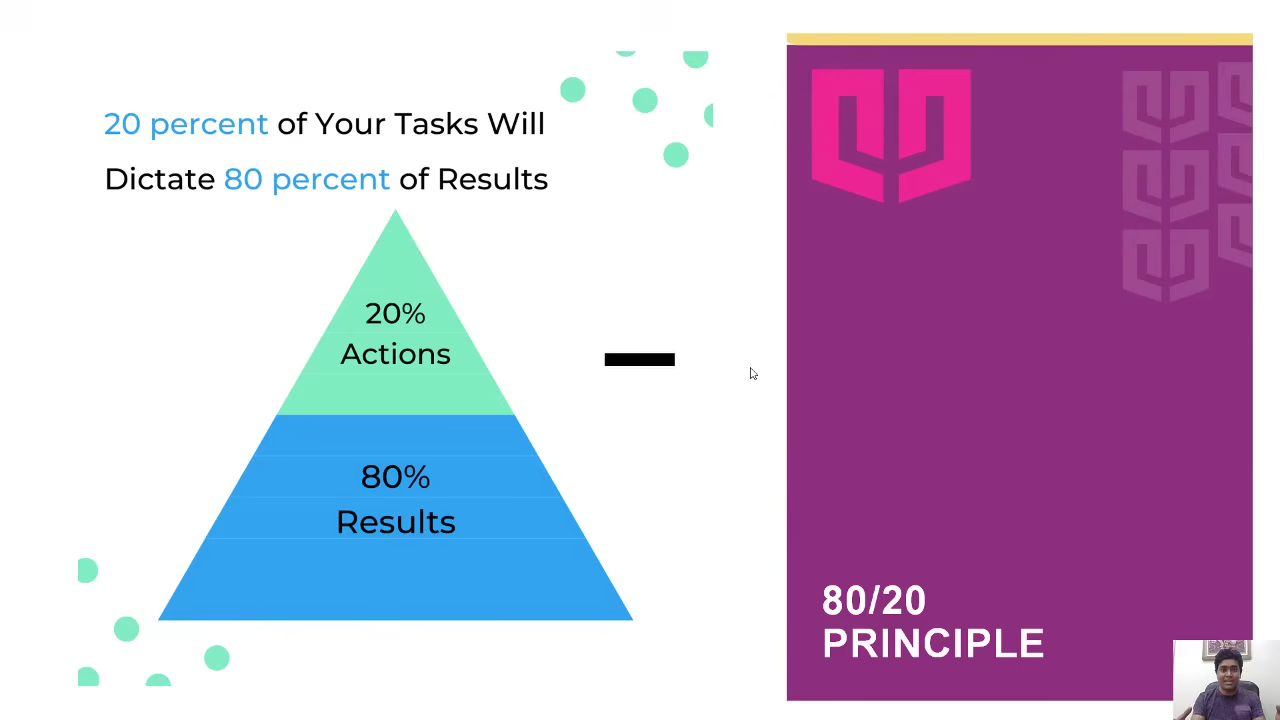 20 percent of Your Tasks Will
Dictate 80 percent of Results
20%
Actions
80%
Results
80/20
PRINCIPLE